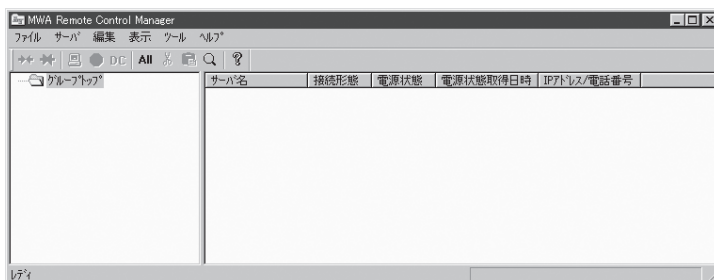 MWA Remote Control Manager
ファイル サーバ 編集 表示 ツール ヘルプ
DC All
グループトップ
サーバ名 接続形態 電源状態 電源状態取得日時 IPアドレス/電話番号
レディ